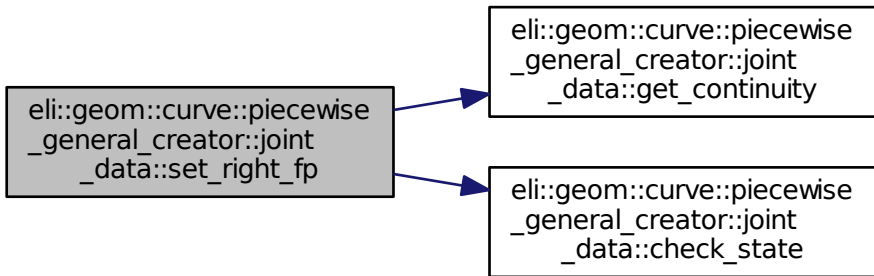 eli::geom::curve::piecewise
_general_creator::joint
_data::set_right_fp
eli::geom::curve::piecewise
_general_creator::joint
_data::get_continuity
eli::geom::curve::piecewise
_general_creator::joint
_data::check_state